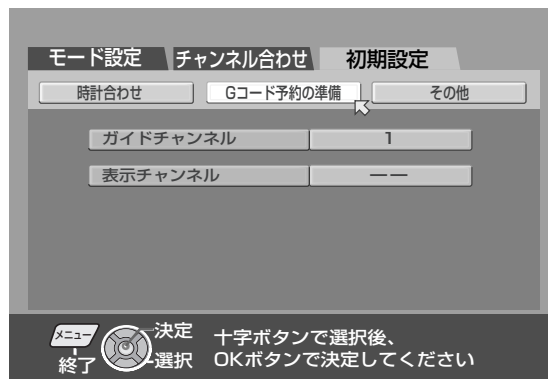 モード設定 チャンネル合わせ 初期設定
時計合わせ Gコード予約の準備 その他
ガイドチャンネル 1
表示チャンネル ーー
メニュー 決定 十字ボタンで選択後、
終了 選択 OKボタンで決定してください